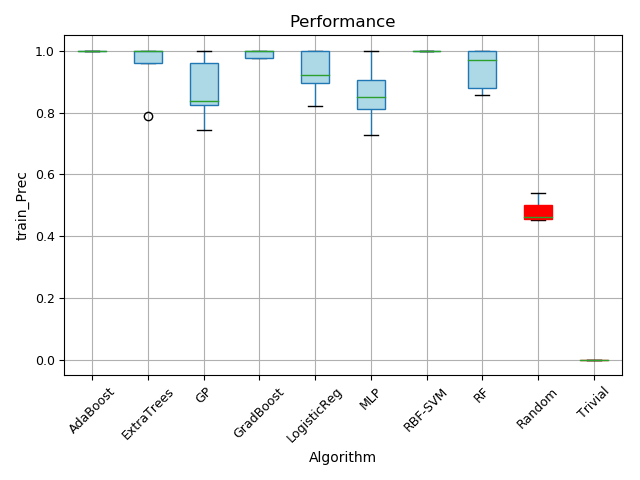 Performance
train_Prec
1.0
0.8
0.6
0.4
0.2
0.0
AdaBoost
ExtraTrees
GP
GradBoost
LogisticReg
MLP
RBF-SVM
RF
Random
Trivial
Algorithm